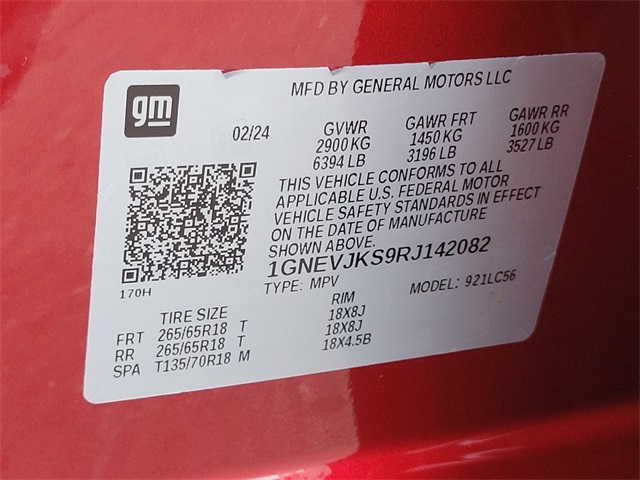 gm
MFD BY GENERAL MOTORS LLC
02/24
GVWR GAWR FRT GAWR RR
2900 KG 1450 KG 1600 KG
6394 LB 3196 LB 3527 LB
THIS VEHICLE CONFORMS TO ALL
APPLICABLE U.S. FEDERAL MOTOR
VEHICLE SAFETY STANDARDS IN EFFECT
ON THE DATE OF MANUFACTURE
SHOWN ABOVE.
1GNEVJKS9RJ142082
170H
TYPE: MPV MODEL: 921LC56
TIRE SIZE RIM
FRT 265/65R18 T 18X8J
RR 265/65R18 T 18X8J
SPA T135/70R18 M 18X4.5B